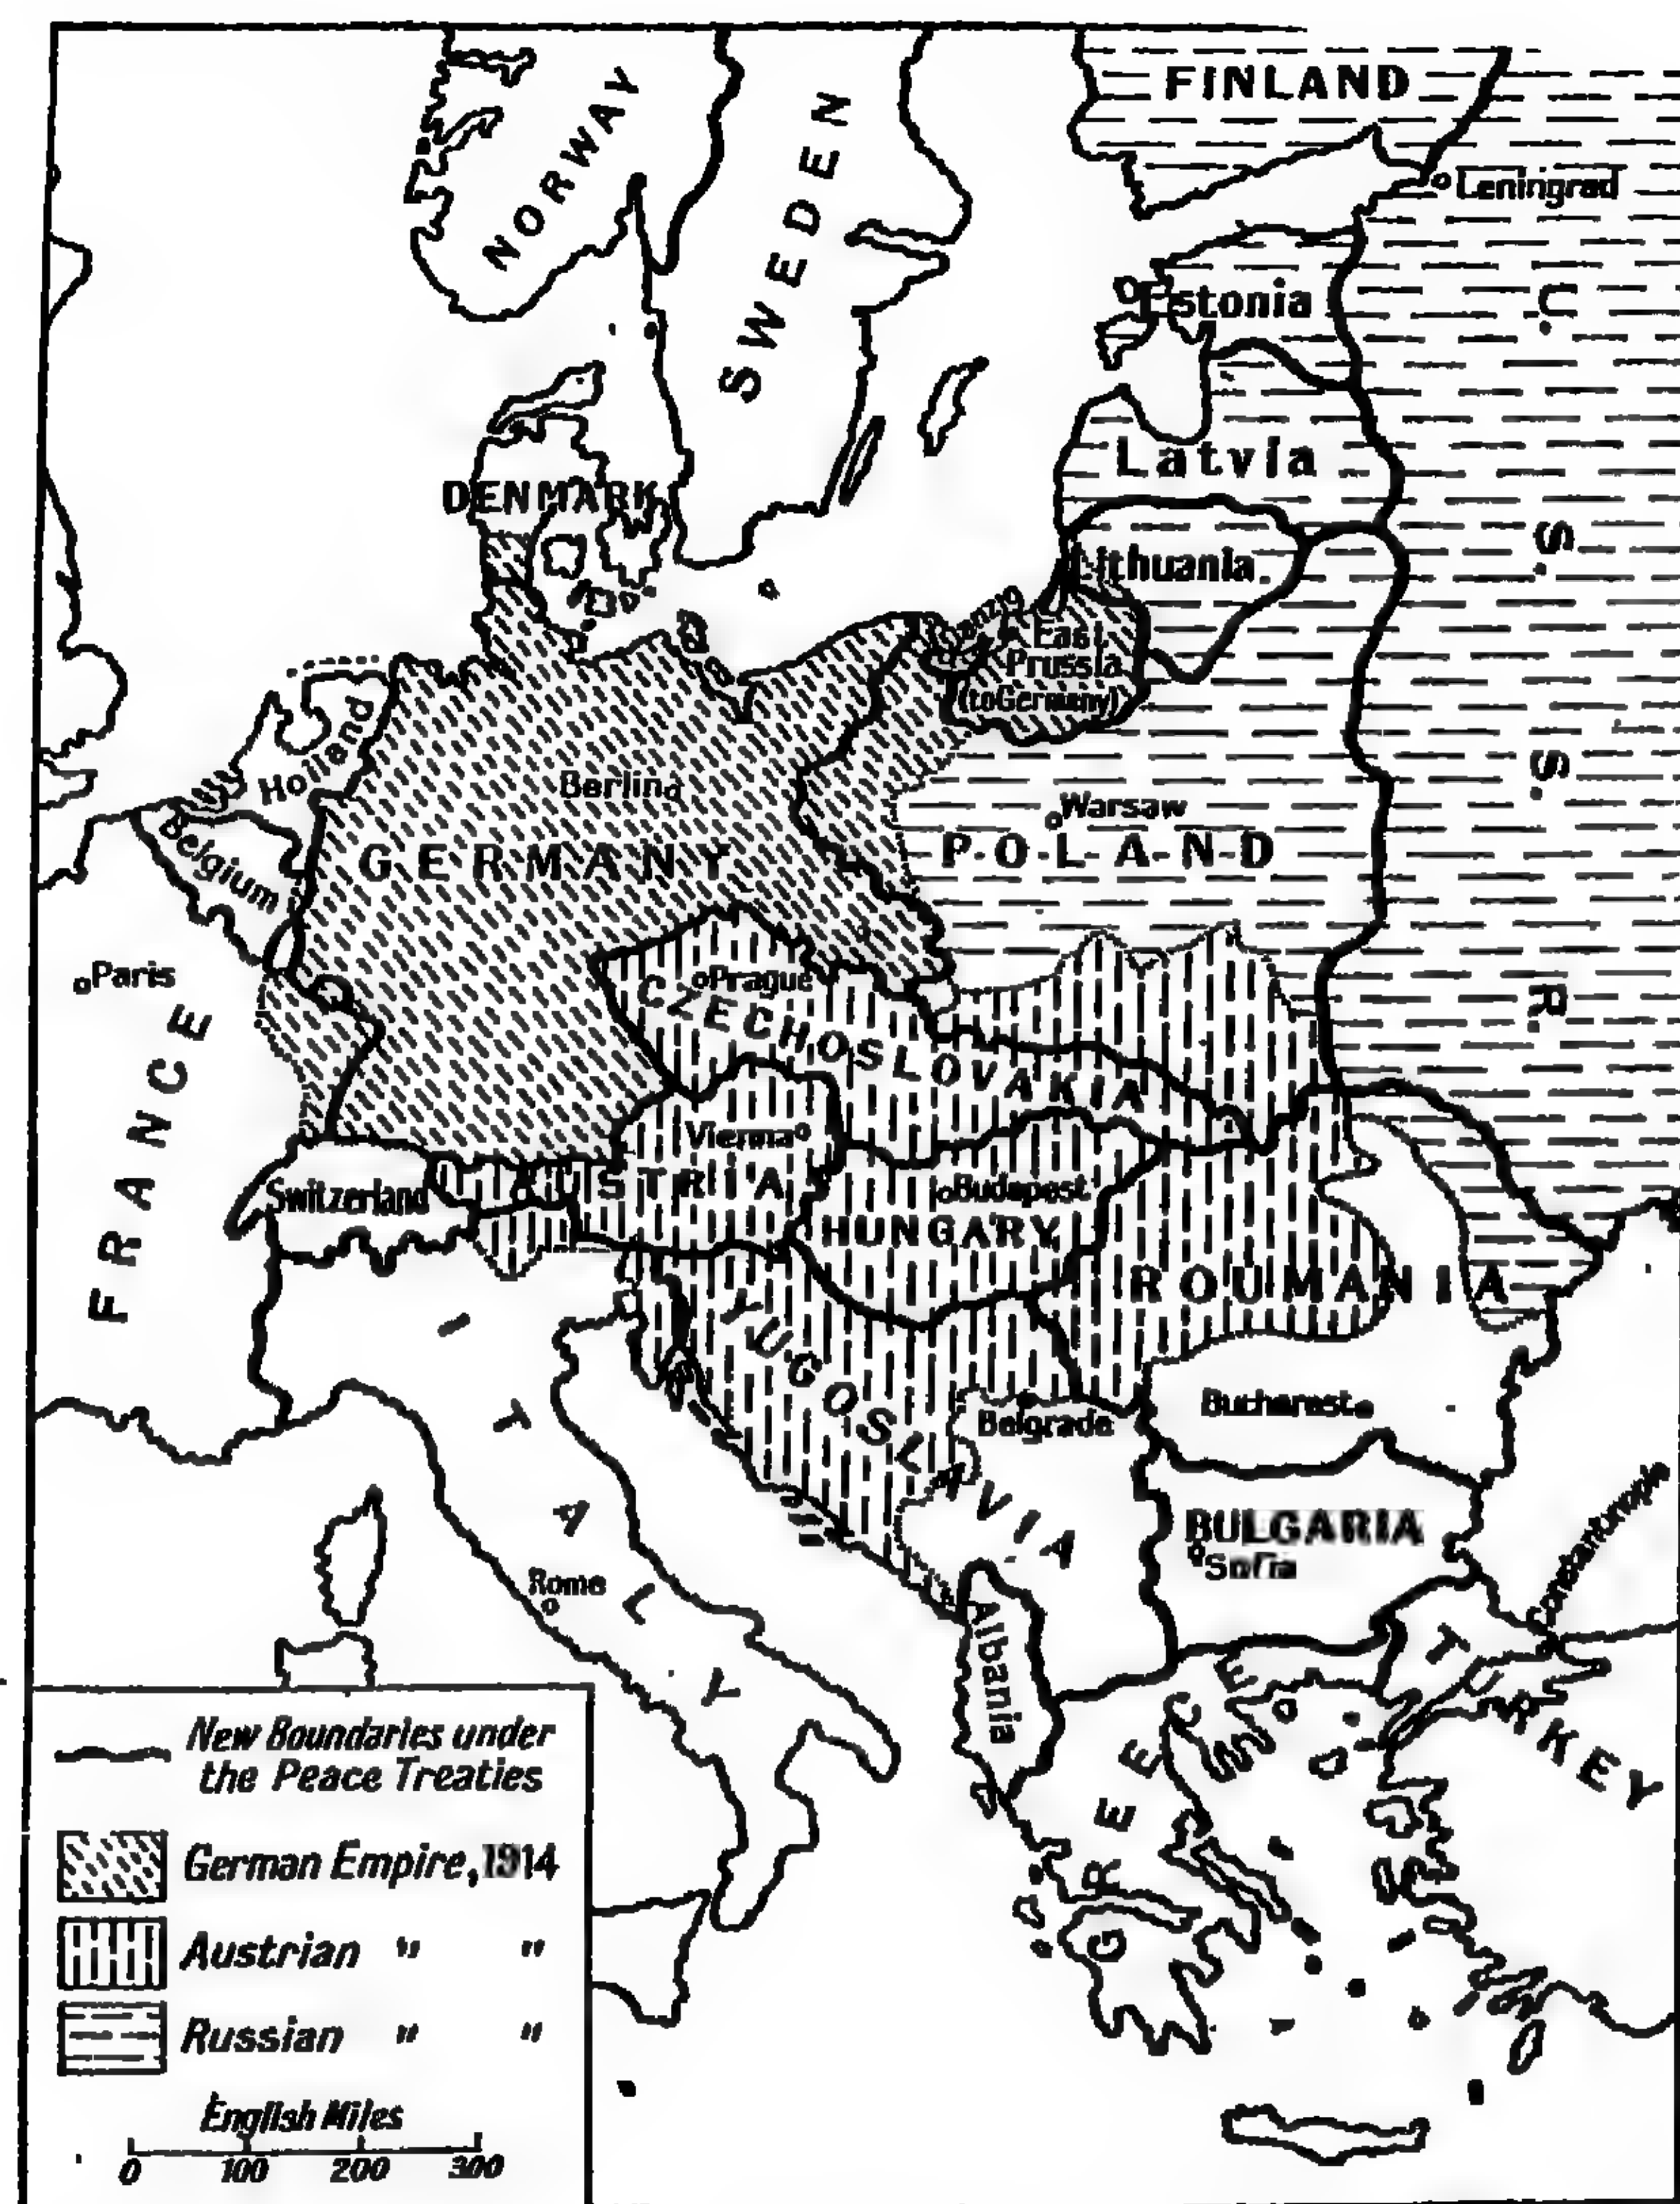 FINLAND
NORWAY
SWEDEN
Leningrad
Estonia
Latvia
DENMARK
Lithuania
Danzig
East
Prussia
(to Germany)
Holland
Belgium
Berlin
GERMANY
Warsaw
POLAND
U.S.S.R.
Paris
FRANCE
Prague
CZECHOSLOVAKIA
Vienna
AUSTRIA
Switzerland
Budapest
HUNGARY
ROUMANIA
YUGOSLAVIA
Belgrade
Bucharest
ITALY
Rome
BULGARIA
Sofia
Constantinople
Albania
GREECE
TURKEY
New Boundaries under
the Peace Treaties
German Empire, 1914
Austrian " "
Russian " "
English Miles
0 100 200 300